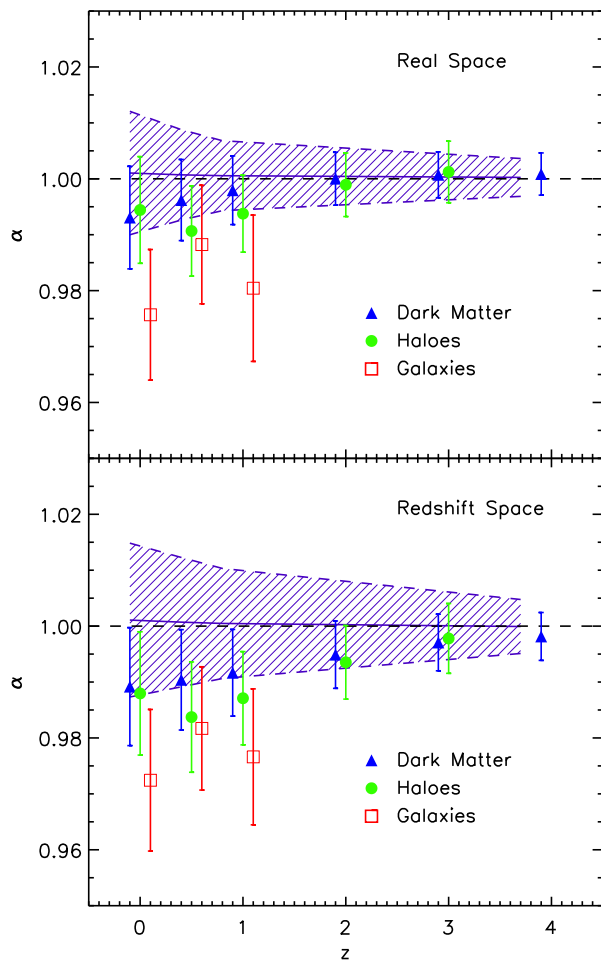 1.02
Real Space
1.00
α
0.98
Dark Matter
Haloes
Galaxies
0.96
1.02
Redshift Space
1.00
α
0.98
Dark Matter
Haloes
Galaxies
0.96
0 1 2 3 4
z